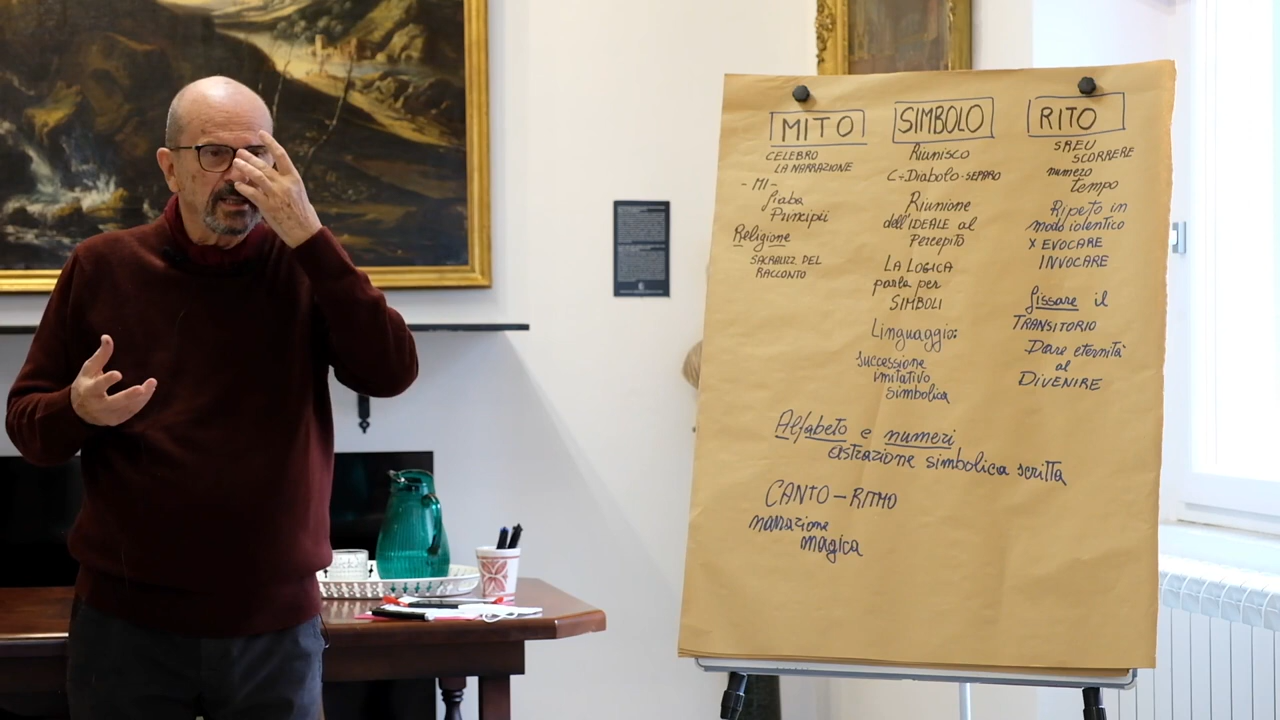 MITO
CELEBRO
LA NARRAZIONE
- MI -
fiaba
Principii
Religione
SACRALIZZ. DEL
RACCONTO
SIMBOLO
Riunisco
C÷Diabolo-SEPARO
Riunione
dell'IDEALE al
Percepito
LA LOGICA
parla per
SIMBOLI
Linguaggio:
successione
imitativo
simbolica
RITO
SREU
SCORRERE
numero
tempo
Ripeto in
modo identico
X EVOCARE
INVOCARE
fissare il
TRANSITORIO
Dare eternità
al
DIVENIRE
Alfabeto e numeri
astrazione simbolica scritta
CANTO - RITMO
narrazione
magica